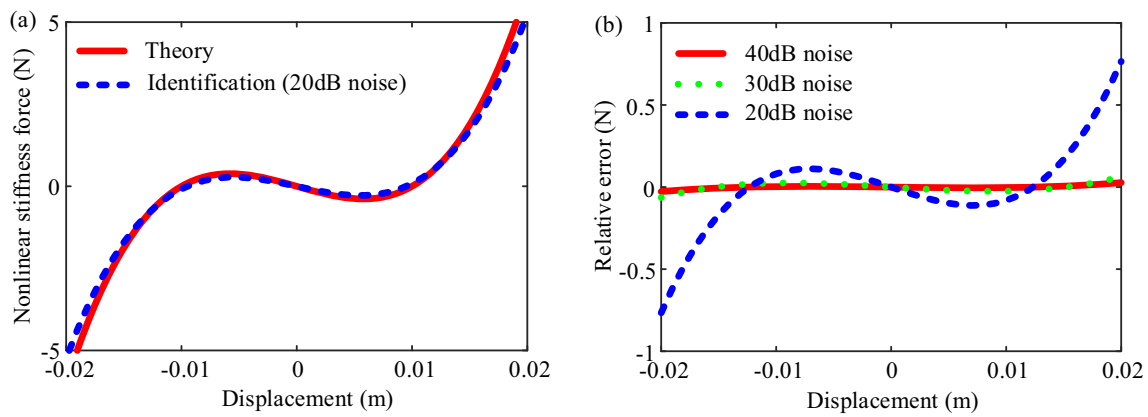 (a)
Nonlinear stiffness force (N)
5
0
-5
Theory
Identification (20dB noise)
-0.02
-0.01
0
0.01
0.02
Displacement (m)
(b)
Relative error (N)
1
0.5
0
-0.5
-1
40dB noise
30dB noise
20dB noise
-0.02
-0.01
0
0.01
0.02
Displacement (m)